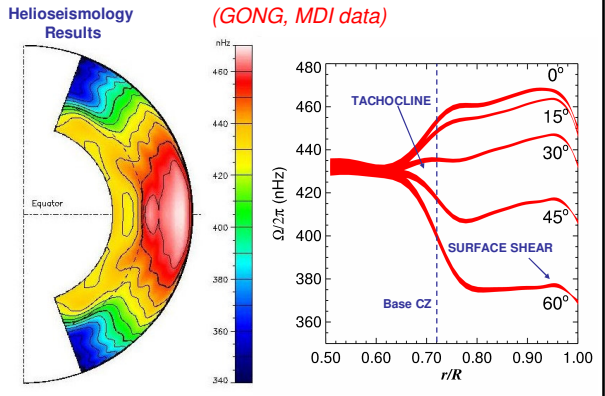 Helioseismology
Results
(GONG, MDI data)
nHz
460
440
420
400
380
360
340
Equator
480
460
440
420
400
380
360
Ω/2π (nHz)
TACHOCLINE
0°
15°
30°
45°
SURFACE SHEAR
60°
Base CZ
0.50 0.60 0.70 0.80 0.90 1.00
r/R